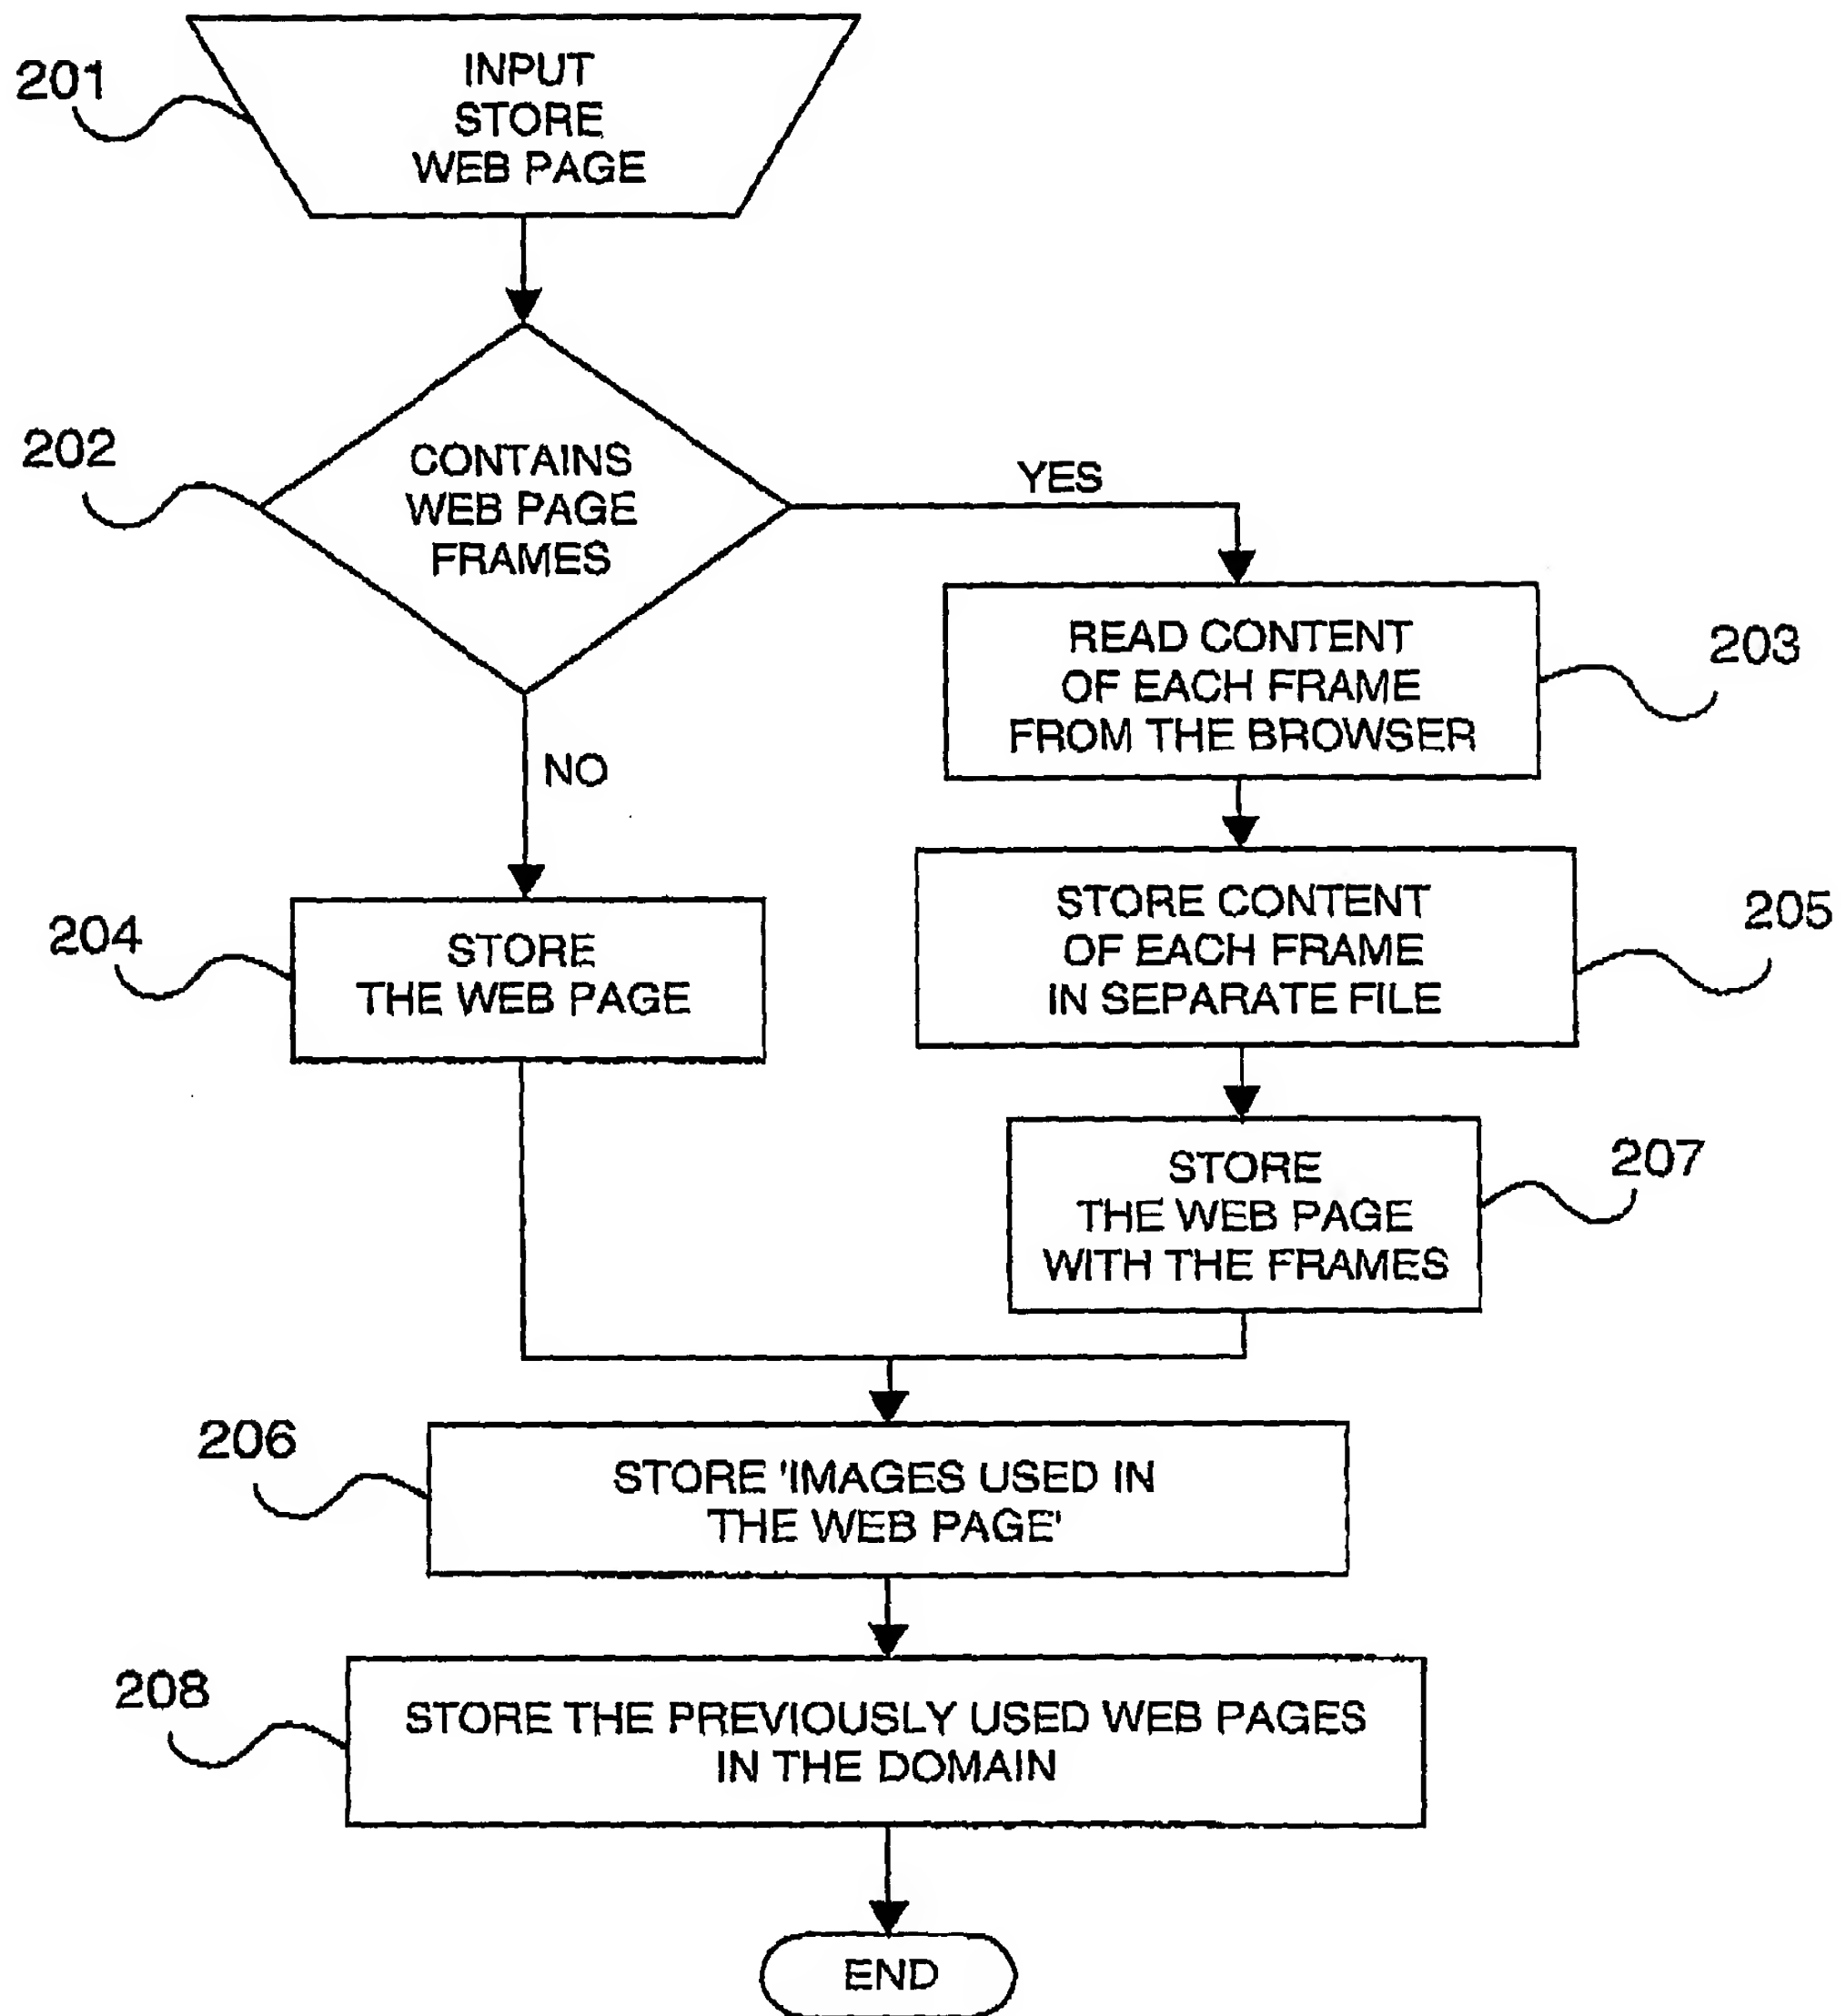 201
INPUT
STORE
WEB PAGE
202
CONTAINS
WEB PAGE
FRAMES
YES
NO
READ CONTENT
OF EACH FRAME
FROM THE BROWSER
203
204
STORE
THE WEB PAGE
STORE CONTENT
OF EACH FRAME
IN SEPARATE FILE
205
STORE
THE WEB PAGE
WITH THE FRAMES
207
206
STORE 'IMAGES USED IN
THE WEB PAGE'
208
STORE THE PREVIOUSLY USED WEB PAGES
IN THE DOMAIN
END